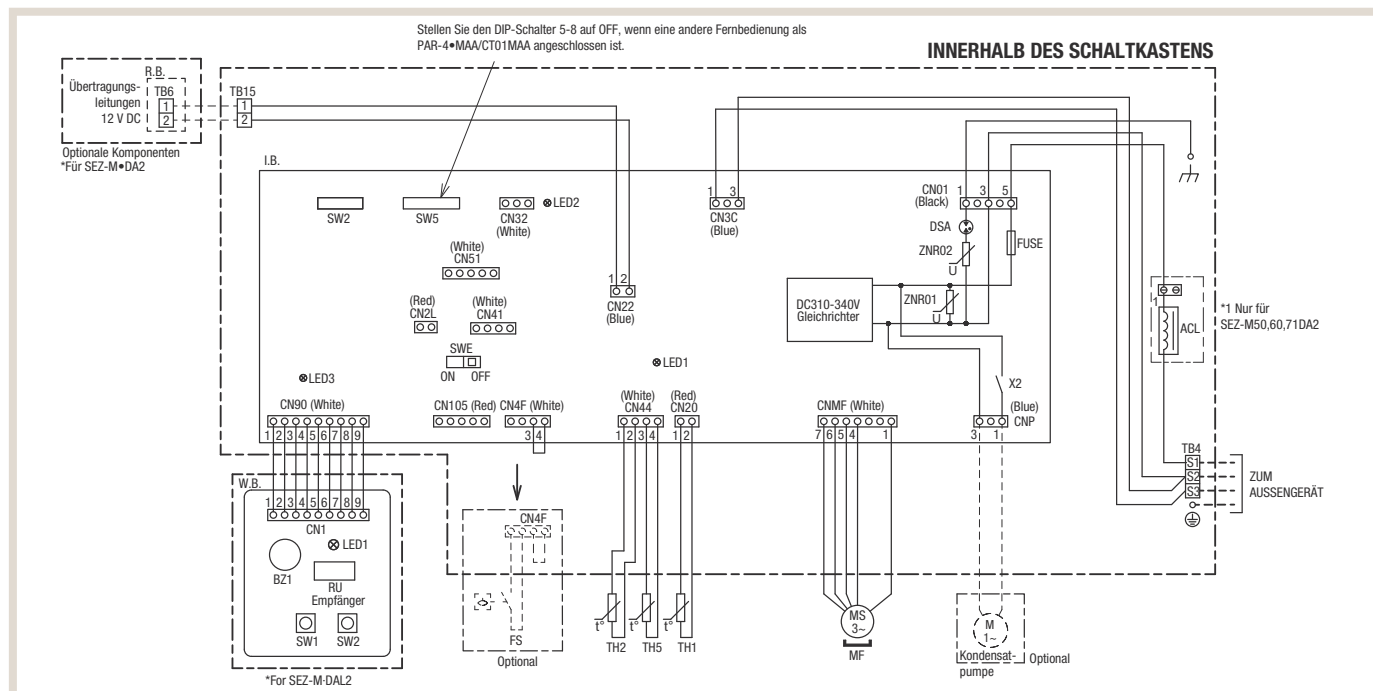 Stellen Sie den DIP-Schalter 5-8 auf OFF, wenn eine andere Fernbedienung als
PAR-4•MAA/CT01MAA angeschlossen ist.
INNERHALB DES SCHALTKASTENS
R.B.
Übertragungs-
leitungen
12 V DC
TB6
1
2
TB15
1
2
Optionale Komponenten
*Für SEZ-M•DA2
I.B.
SW2
SW5
CN32
(White)
LED2
(White)
CN51
(Red)
CN2L
(White)
CN41
SWE
ON OFF
1 2
CN22
(Blue)
1 3
CN3C
(Blue)
CN01
(Black)
1 3 5
DSA
ZNR02
U
FUSE
DC310-340V
Gleichrichter
ZNR01
U
X2
1
ACL
*1 Nur für
SEZ-M50,60,71DA2
LED3
LED1
CN90 (White)
1 2 3 4 5 6 7 8 9
CN105 (Red)
CN4F (White)
3 4
(White)
CN44
1 2 3 4
(Red)
CN20
1 2
CNMF (White)
7 6 5 4 1
(Blue)
CNP
3 1
TB4
S1
S2
S3
ZUM
AUSSENGERÄT
W.B.
1 2 3 4 5 6 7 8 9
CN1
LED1
BZ1
RU
Empfänger
SW1
SW2
*For SEZ-M·DAL2
CN4F
FS
Optional
t°
t°
t°
TH2
TH5
TH1
MS
3~
MF
M
1~
Kondensat-
pumpe
Optional